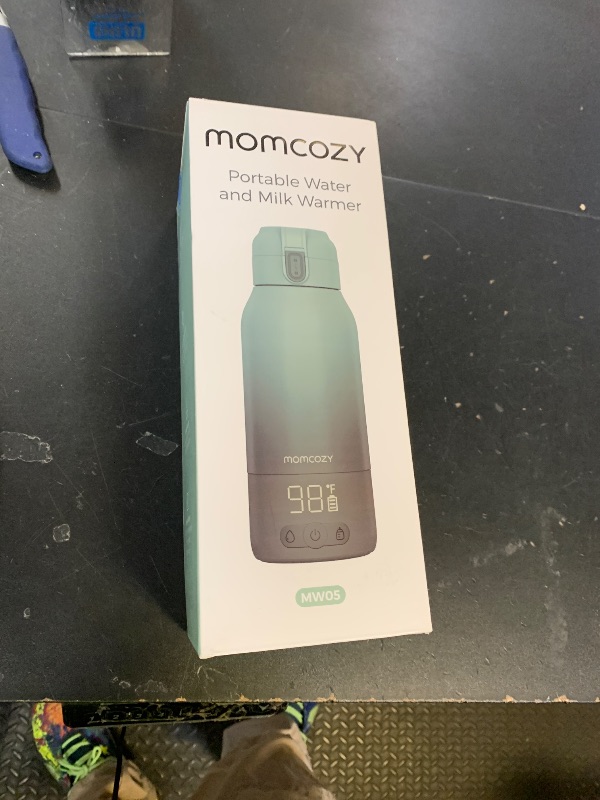 momcozy
Portable Water
and Milk Warmer
momcozy
98°F
MW05